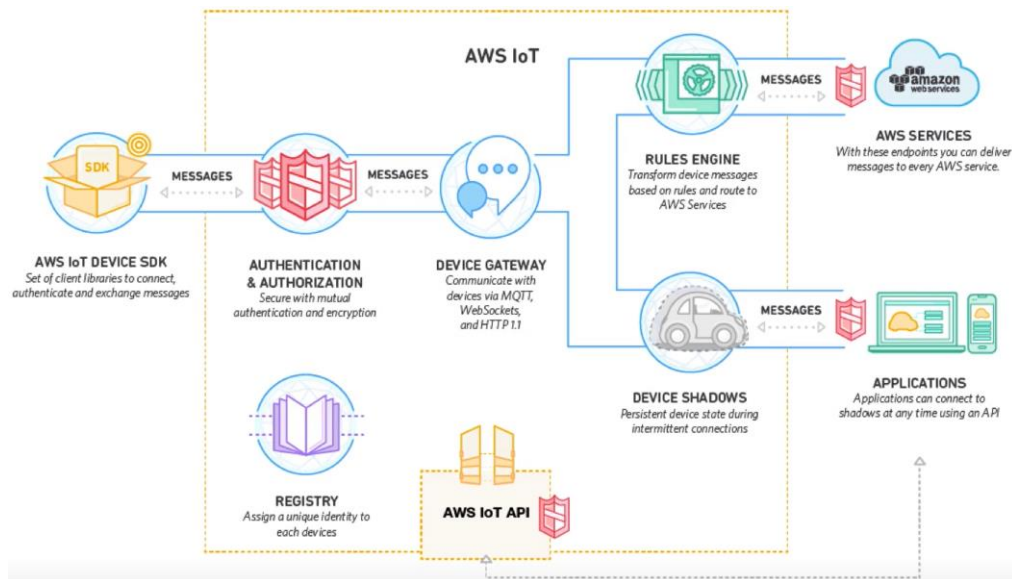 AWS IoT
SDK
MESSAGES
MESSAGES
MESSAGES
amazon
web services
AWS IoT DEVICE SDK
Set of client libraries to connect,
authenticate and exchange messages
AUTHENTICATION
& AUTHORIZATION
Secure with mutual
authentication and encryption
DEVICE GATEWAY
Communicate with
devices via MQTT,
WebSockets,
and HTTP 1.1
RULES ENGINE
Transform device messages
based on rules and route to
AWS Services
AWS SERVICES
With these endpoints you can deliver
messages to every AWS service.
MESSAGES
DEVICE SHADOWS
Persistent device state during
intermittent connections
APPLICATIONS
Applications can connect to
shadows at any time using an API
REGISTRY
Assign a unique identity to
each devices
AWS IoT API